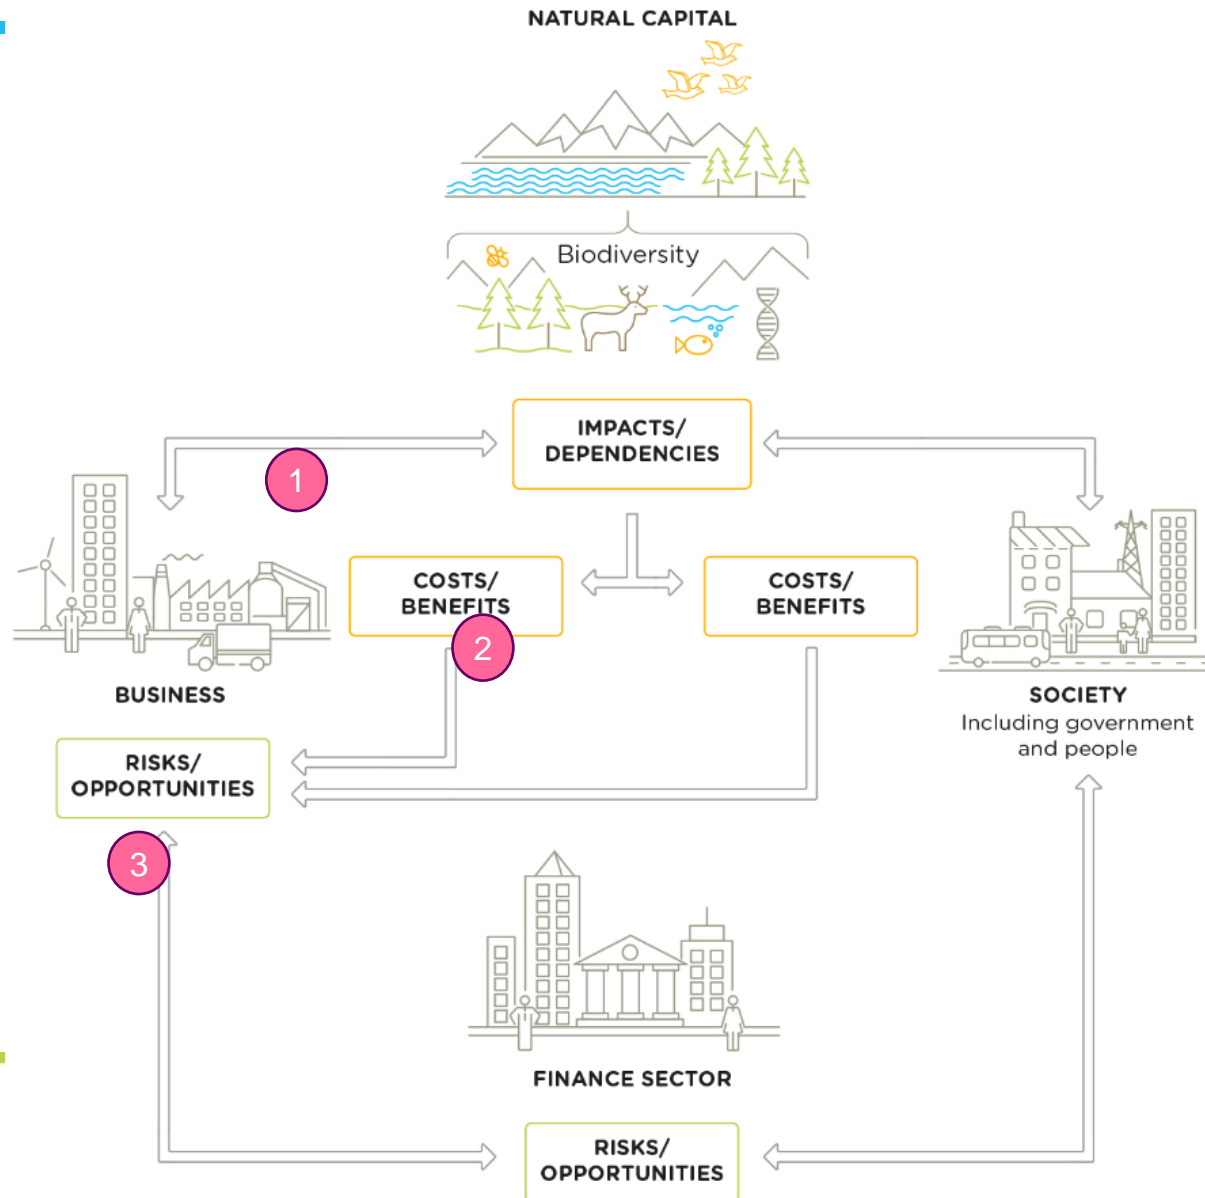 NATURAL CAPITAL
Biodiversity
IMPACTS/
DEPENDENCIES
1
COSTS/
BENEFITS
COSTS/
BENEFITS
2
BUSINESS
SOCIETY
Including government
and people
RISKS/
OPPORTUNITIES
3
FINANCE SECTOR
RISKS/
OPPORTUNITIES